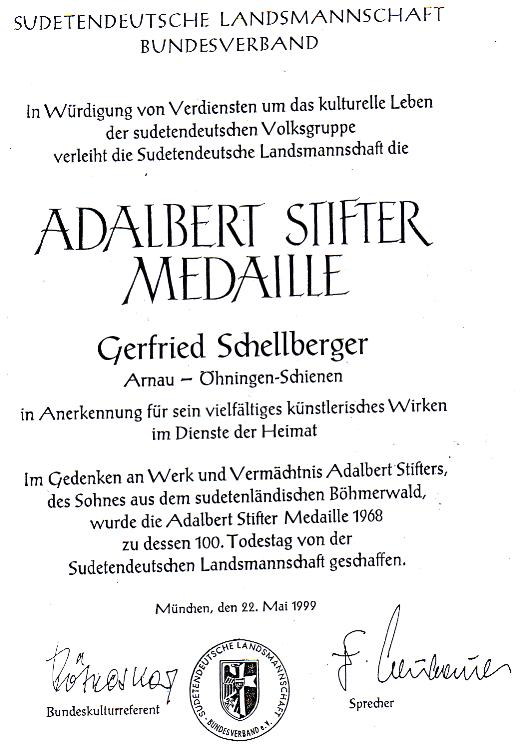 SUDETENDEUTSCHE LANDSMANNSCHAFT
BUNDESVERBAND
In Würdigung von Verdiensten um das kulturelle Leben
der sudetendeutschen Volksgruppe
verleiht die Sudetendeutsche Landsmannschaft die
ADALBERT STIFTER
MEDAILLE
Gerfried Schellberger
Arnau – Öhningen-Schienen
in Anerkennung für sein vielfältiges künstlerisches Wirken
im Dienste der Heimat
Im Gedenken an Werk und Vermächtnis Adalbert Stifters,
des Sohnes aus dem sudetenländischen Böhmerwald,
wurde die Adalbert Stifter Medaille 1968
zu dessen 100. Todestag von der
Sudetendeutschen Landsmannschaft geschaffen.
München, den 22. Mai 1999
SUDETENDEUTSCHE LANDSMANNSCHAFT
- BUNDESVERBAND e.V. -
Bundeskulturreferent
Sprecher